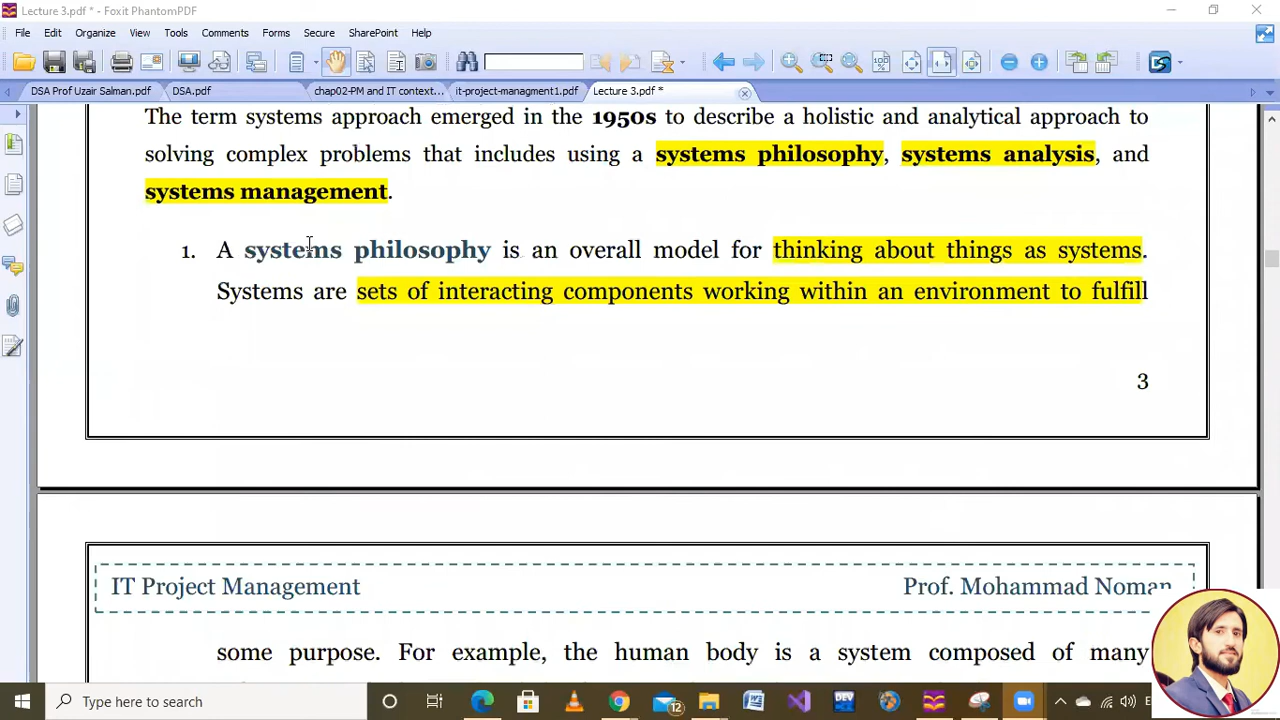 Lecture 3.pdf * - Foxit PhantomPDF
File Edit Organize View Tools Comments Forms Secure SharePoint Help
DSA Prof Uzair Salman.pdf DSA.pdf chap02-PM and IT context... it-project-managment1.pdf Lecture 3.pdf *
The term systems approach emerged in the 1950s to describe a holistic and analytical approach to
solving complex problems that includes using a systems philosophy, systems analysis, and
systems management.
1. A systems philosophy is an overall model for thinking about things as systems.
Systems are sets of interacting components working within an environment to fulfill
3
IT Project Management Prof. Mohammad Noman
some purpose. For example, the human body is a system composed of many
Type here to search 12